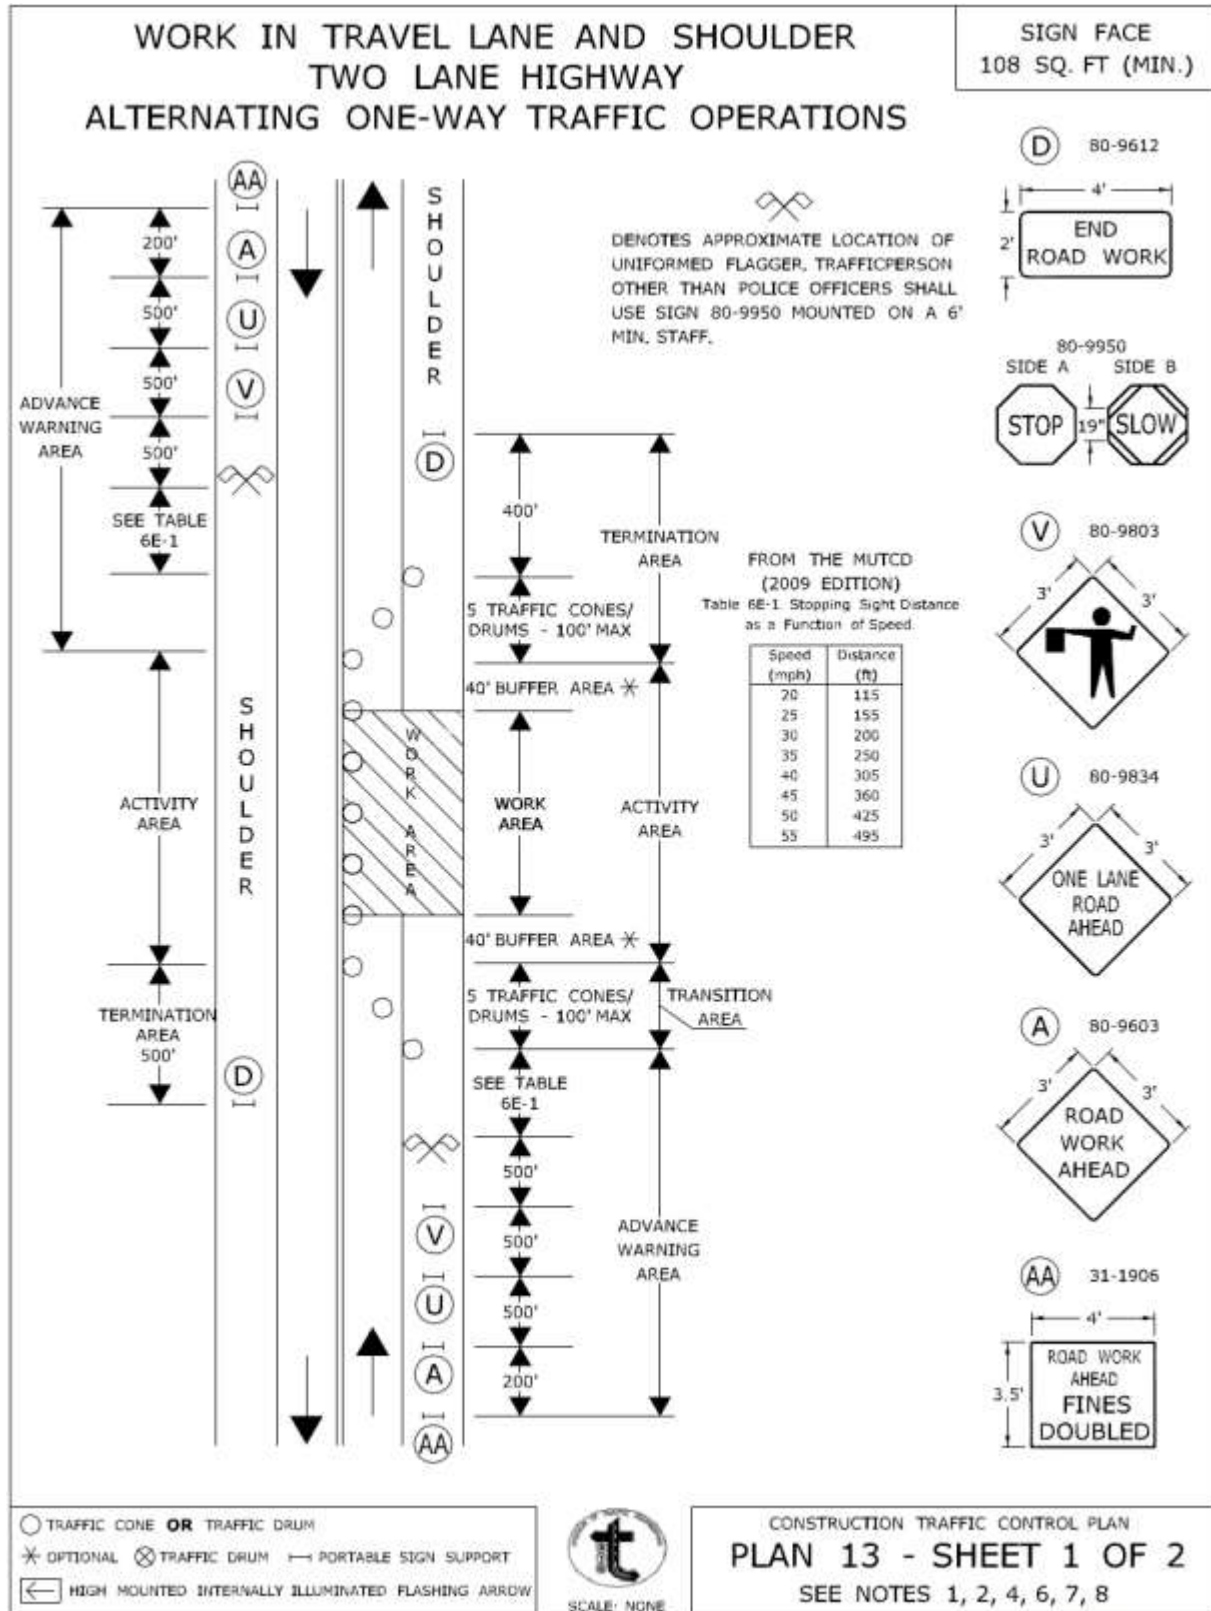 WORK IN TRAVEL LANE AND SHOULDER
TWO LANE HIGHWAY
ALTERNATING ONE-WAY TRAFFIC OPERATIONS
SIGN FACE
108 SQ. FT (MIN.)
AA
A
U
V
200'
500'
500'
500'
SEE TABLE
6E-1
ADVANCE
WARNING
AREA
SHOULDER
ACTIVITY
AREA
TERMINATION
AREA
500'
D
SHOULDER
D
400'
TERMINATION
AREA
5 TRAFFIC CONES/
DRUMS - 100' MAX
40' BUFFER AREA *
WORK AREA
WORK
AREA
ACTIVITY
AREA
40' BUFFER AREA *
5 TRAFFIC CONES/
DRUMS - 100' MAX
TRANSITION
AREA
SEE TABLE
6E-1
500'
500'
500'
200'
V
U
A
AA
ADVANCE
WARNING
AREA
DENOTES APPROXIMATE LOCATION OF
UNIFORMED FLAGGER. TRAFFICPERSON
OTHER THAN POLICE OFFICERS SHALL
USE SIGN 80-9950 MOUNTED ON A 6'
MIN. STAFF.
FROM THE MUTCD
(2009 EDITION)
Table 6E-1. Stopping Sight Distance
as a Function of Speed
Speed Distance
(mph) (ft)
20 115
25 155
30 200
35 250
40 305
45 360
50 425
55 495
D 80-9612
4'
2'
END
ROAD WORK
80-9950
SIDE A SIDE B
STOP 19" SLOW
V 80-9803
3' 3'
U 80-9834
3' 3'
ONE LANE
ROAD
AHEAD
A 80-9603
3' 3'
ROAD
WORK
AHEAD
AA 31-1906
4'
3.5'
ROAD WORK
AHEAD
FINES
DOUBLED
TRAFFIC CONE OR TRAFFIC DRUM
* OPTIONAL TRAFFIC DRUM PORTABLE SIGN SUPPORT
HIGH MOUNTED INTERNALLY ILLUMINATED FLASHING ARROW
SCALE: NONE
CONSTRUCTION TRAFFIC CONTROL PLAN
PLAN 13 - SHEET 1 OF 2
SEE NOTES 1, 2, 4, 6, 7, 8